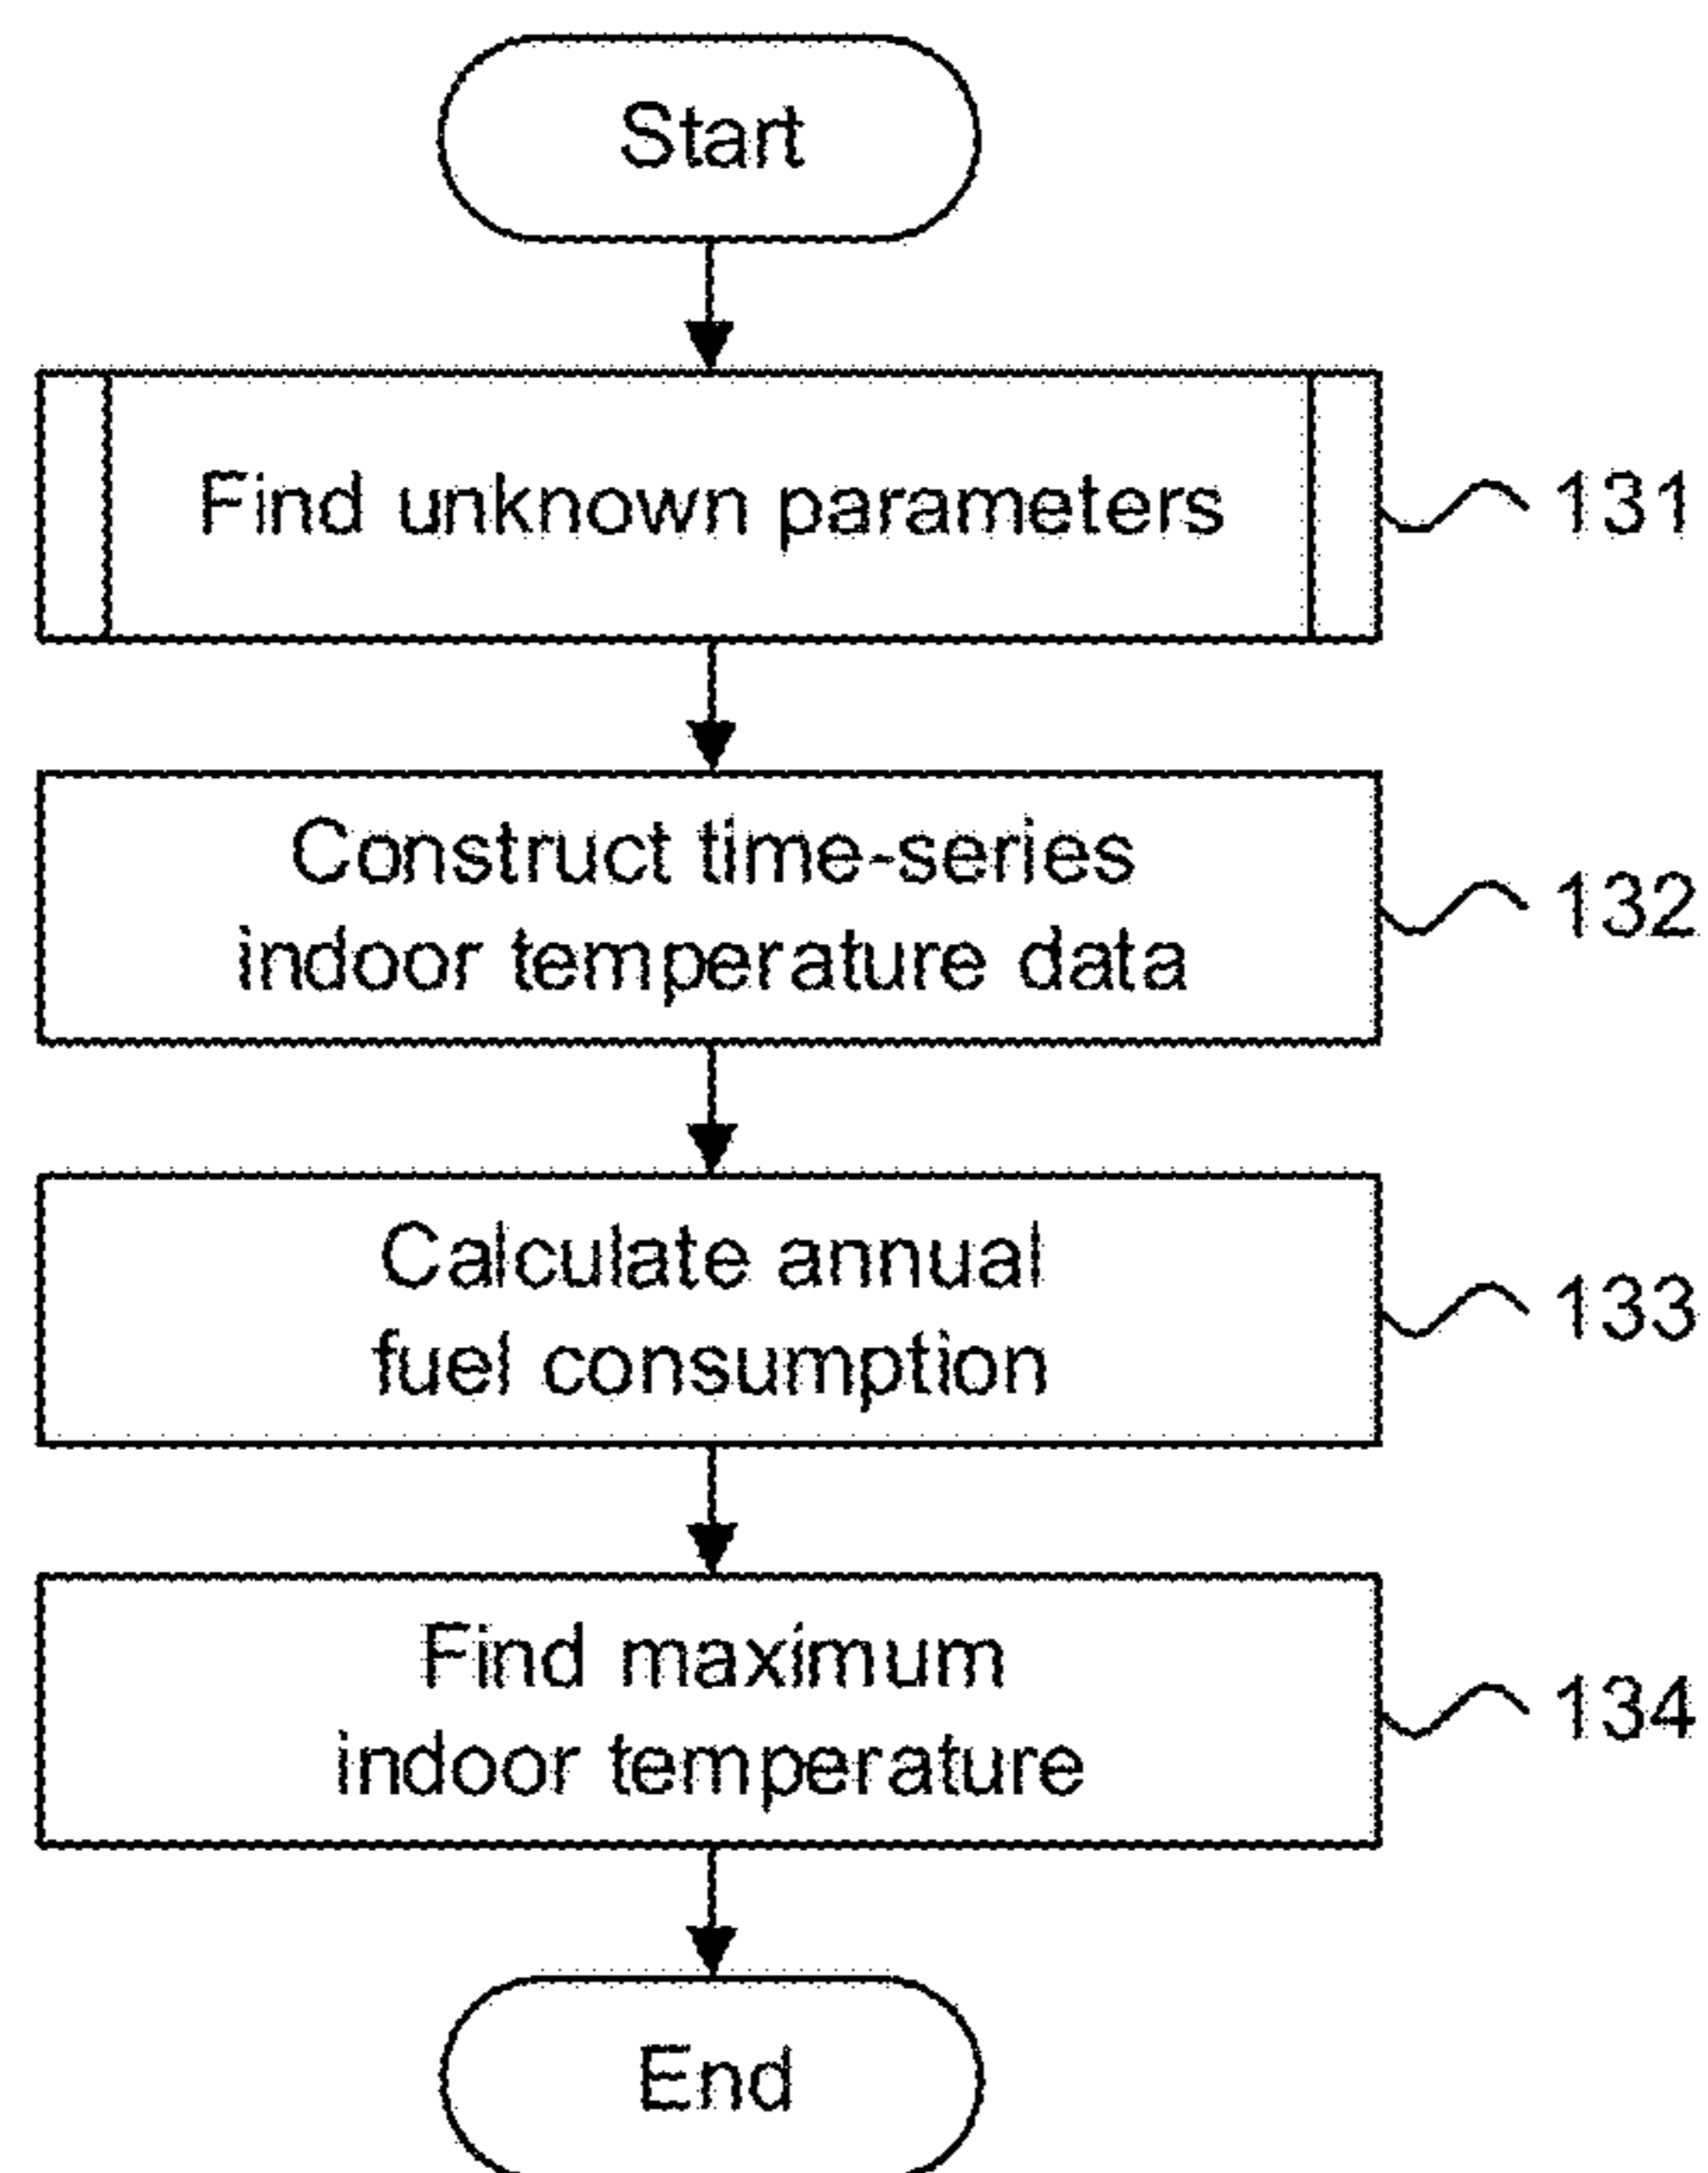 Start
Find unknown parameters
131
Construct time-series
indoor temperature data
132
Calculate annual
fuel consumption
133
Find maximum
indoor temperature
134
End